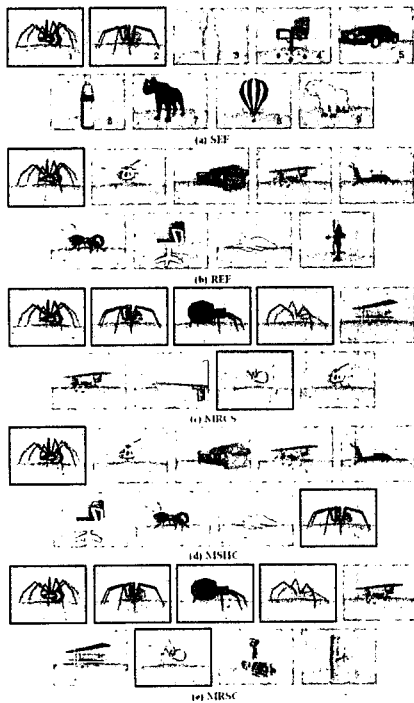 1 2 3 4 5
6 7 8 9
(a) SEF
(b) REF
(c) MRCS
(d) MSHC
(e) MRSC